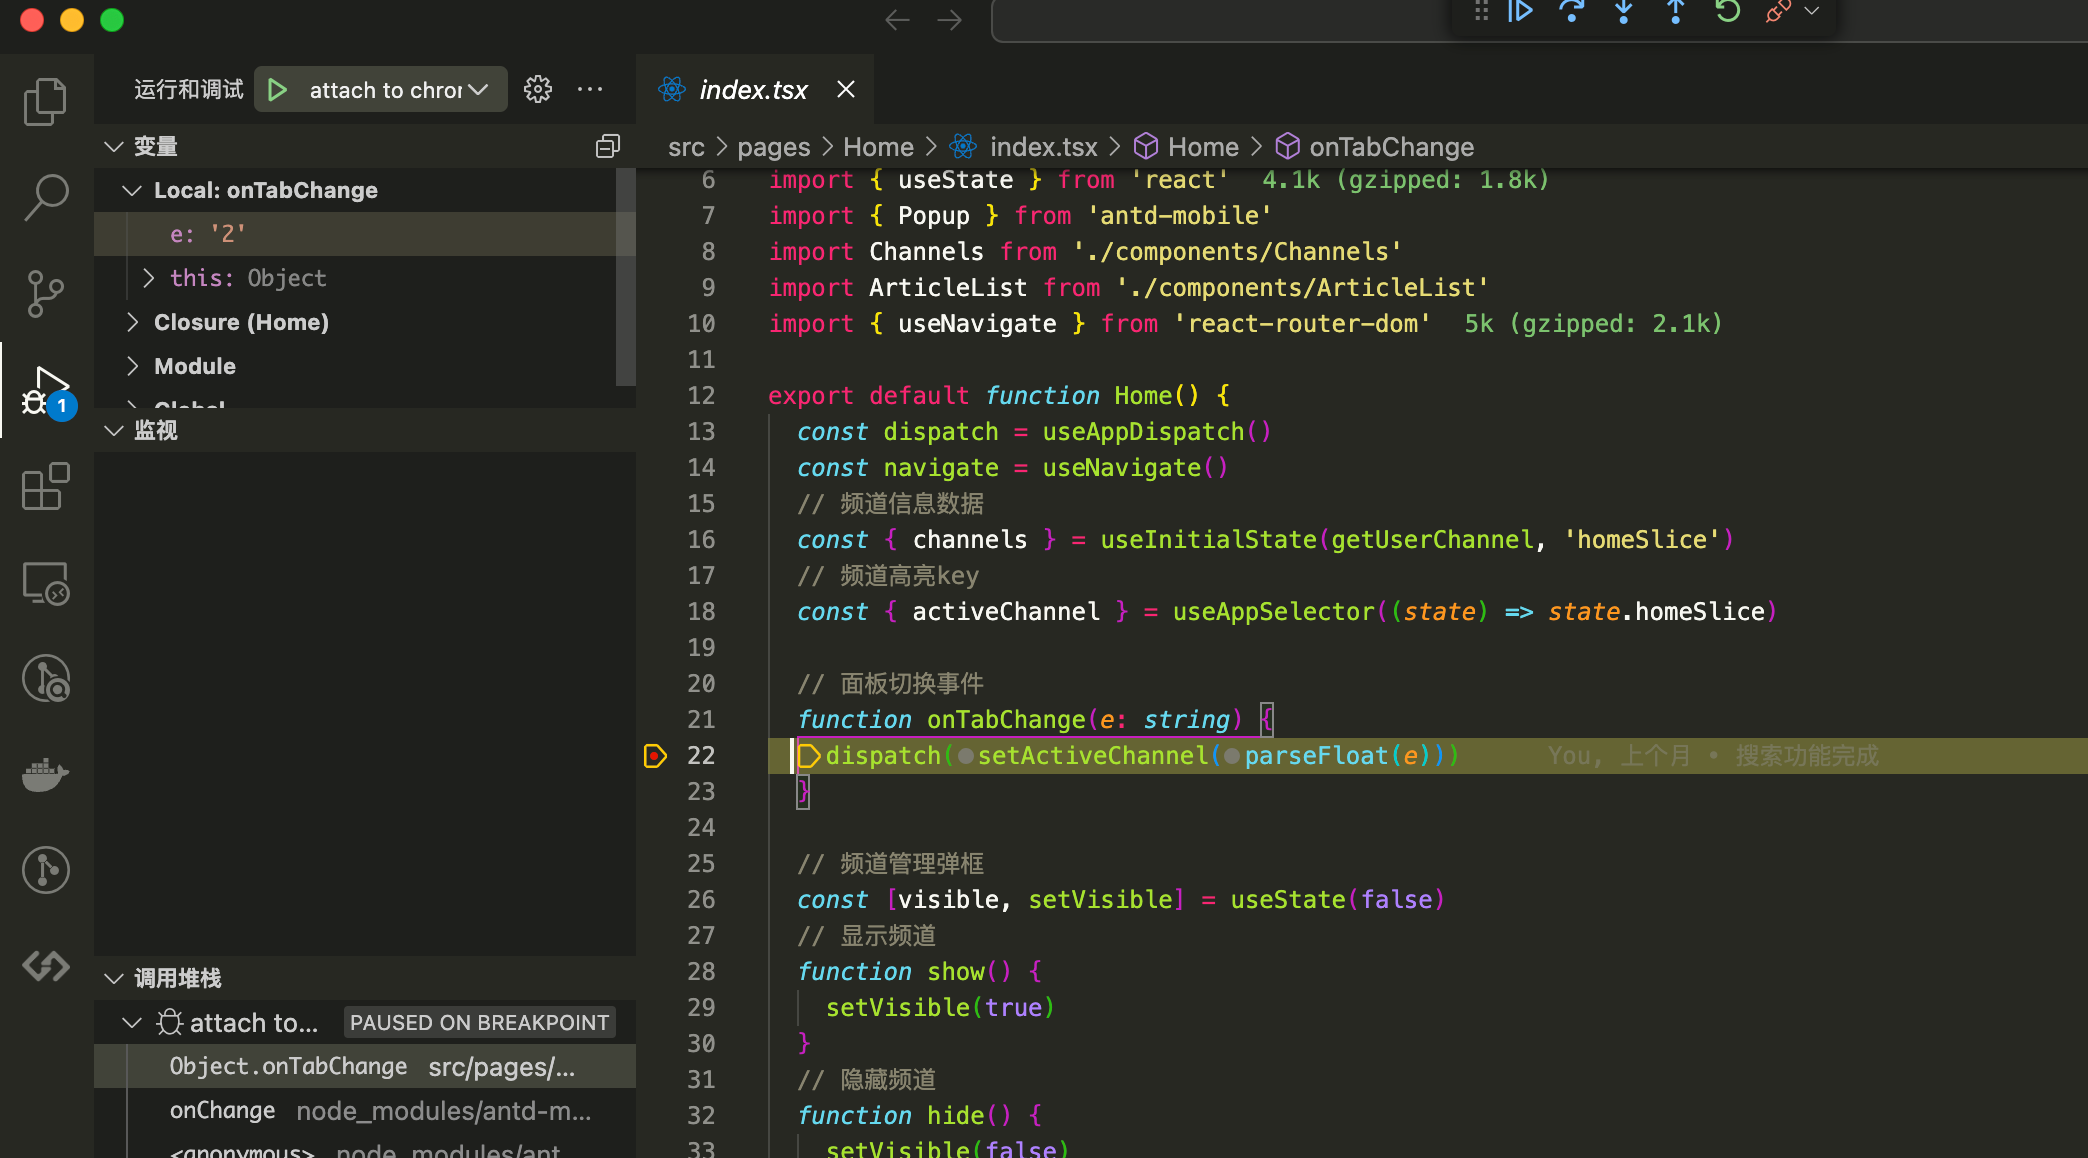 运行和调试
attach to chror
变量
Local: onTabChange
e: '2'
this: Object
Closure (Home)
Module
Global
监视
调用堆栈
attach to...
PAUSED ON BREAKPOINT
Object.onTabChange src/pages/...
onChange node_modules/antd-m...
<anonymous> node_modules/ant
1
index.tsx
src > pages > Home > index.tsx > Home > onTabChange
6 import { useState } from 'react' 4.1k (gzipped: 1.8k)
7 import { Popup } from 'antd-mobile'
8 import Channels from './components/Channels'
9 import ArticleList from './components/ArticleList'
10 import { useNavigate } from 'react-router-dom' 5k (gzipped: 2.1k)
11
12 export default function Home() {
13 const dispatch = useAppDispatch()
14 const navigate = useNavigate()
15 // 频道信息数据
16 const { channels } = useInitialState(getUserChannel, 'homeSlice')
17 // 频道高亮key
18 const { activeChannel } = useAppSelector((state) => state.homeSlice)
19
20 // 面板切换事件
21 function onTabChange(e: string) {
22 dispatch(setActiveChannel(parseFloat(e))) You, 上个月 • 搜索功能完成
23 }
24
25 // 频道管理弹框
26 const [visible, setVisible] = useState(false)
27 // 显示频道
28 function show() {
29 setVisible(true)
30 }
31 // 隐藏频道
32 function hide() {
33 setVisible(false)